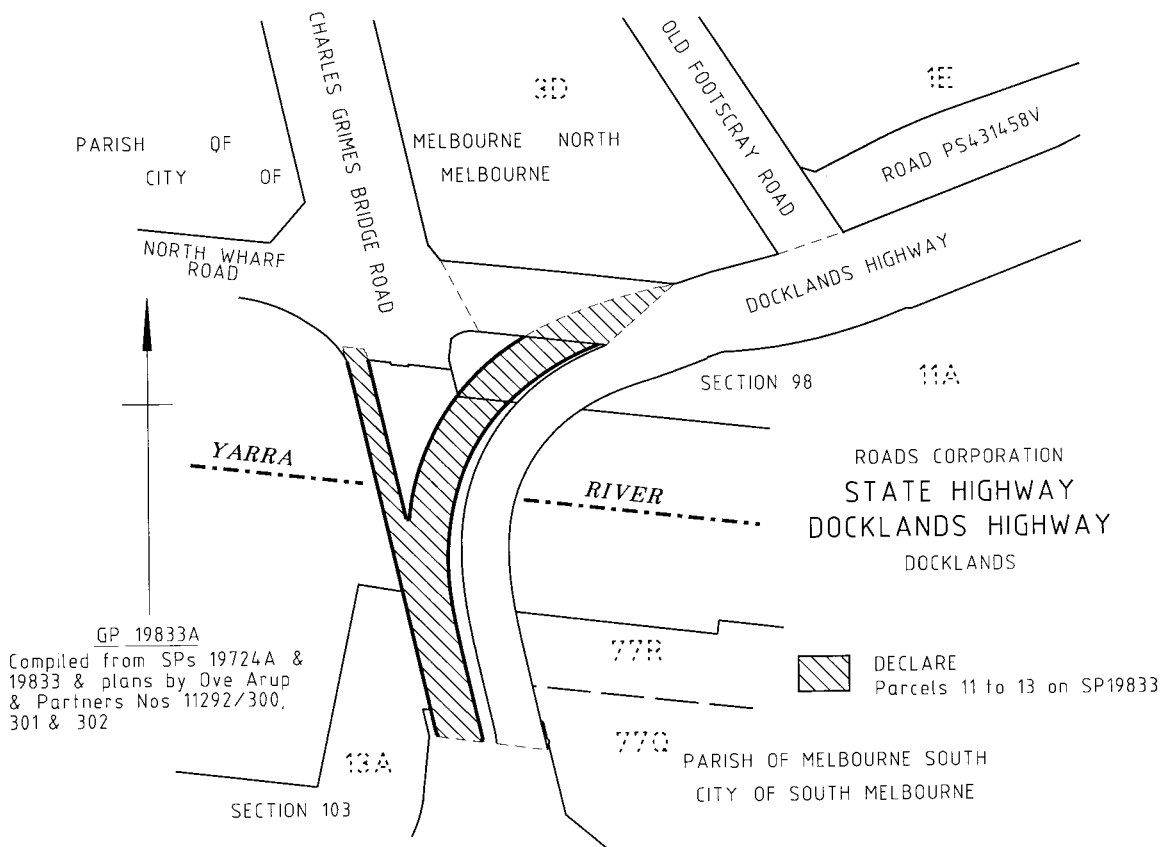 CHARLES GRIMES BRIDGE ROAD
OLD FOOTSCRAY ROAD
3D
1E
PARISH OF MELBOURNE NORTH
CITY OF MELBOURNE
ROAD PS431458V
NORTH WHARF
ROAD
DOCKLANDS HIGHWAY
SECTION 98
11A
YARRA RIVER
ROADS CORPORATION
STATE HIGHWAY
DOCKLANDS HIGHWAY
DOCKLANDS
GP 19833A
Compiled from SPs 19724A &
19833 & plans by Ove Arup
& Partners Nos 11292/300,
301 & 302
77R
DECLARE
Parcels 11 to 13 on SP19833
77Q
13A
PARISH OF MELBOURNE SOUTH
CITY OF SOUTH MELBOURNE
SECTION 103